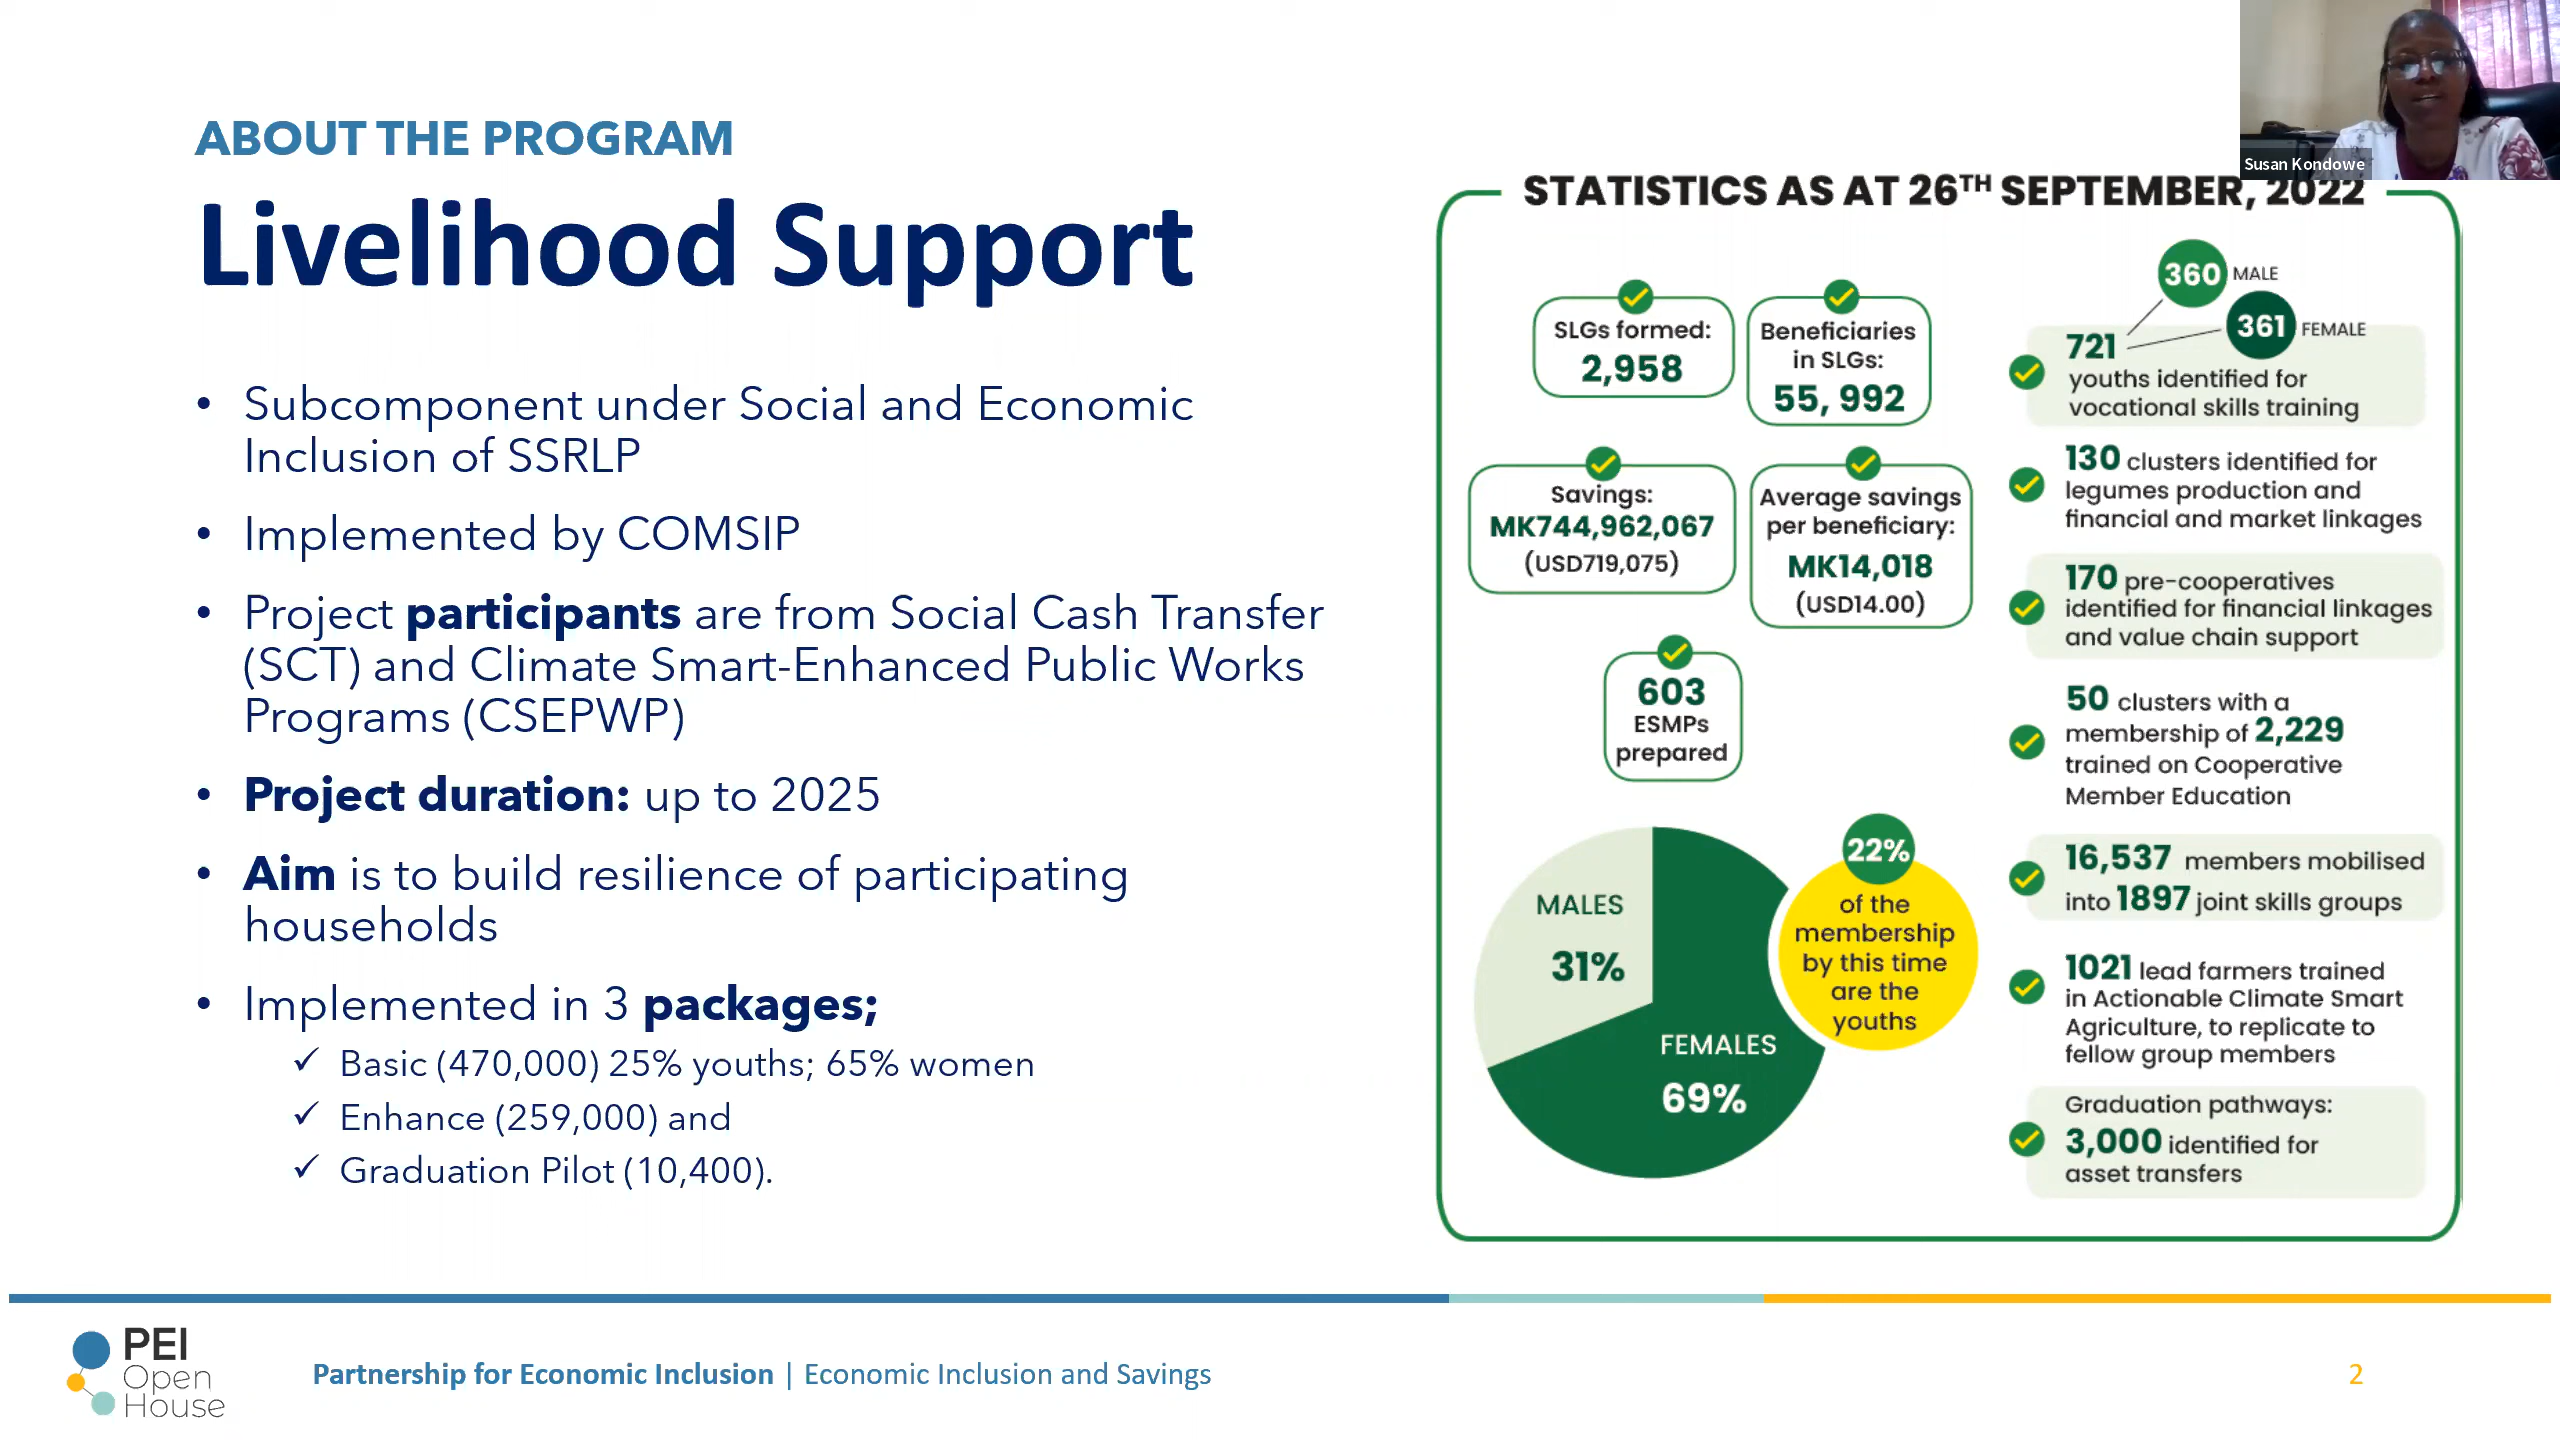 Susan Kondowe
ABOUT THE PROGRAM
Livelihood Support
• Subcomponent under Social and Economic
Inclusion of SSRLP
• Implemented by COMSIP
• Project participants are from Social Cash Transfer
(SCT) and Climate Smart-Enhanced Public Works
Programs (CSEPWP)
• Project duration: up to 2025
• Aim is to build resilience of participating
households
• Implemented in 3 packages;
✓ Basic (470,000) 25% youths; 65% women
✓ Enhance (259,000) and
✓ Graduation Pilot (10,400).
STATISTICS AS AT 26TH SEPTEMBER, 2022
SLGs formed:
2,958
Beneficiaries
in SLGs:
55, 992
Savings:
MK744,962,067
(USD719,075)
Average savings
per beneficiary:
MK14,018
(USD14.00)
603
ESMPs
prepared
MALES
31%
FEMALES
69%
22%
of the
membership
by this time
are the
youths
360 MALE
361 FEMALE
721
youths identified for
vocational skills training
130 clusters identified for
legumes production and
financial and market linkages
170 pre-cooperatives
identified for financial linkages
and value chain support
50 clusters with a
membership of 2,229
trained on Cooperative
Member Education
16,537 members mobilised
into 1897 joint skills groups
1021 lead farmers trained
in Actionable Climate Smart
Agriculture, to replicate to
fellow group members
Graduation pathways:
3,000 identified for
asset transfers
PEI
Open
House
Partnership for Economic Inclusion | Economic Inclusion and Savings
2